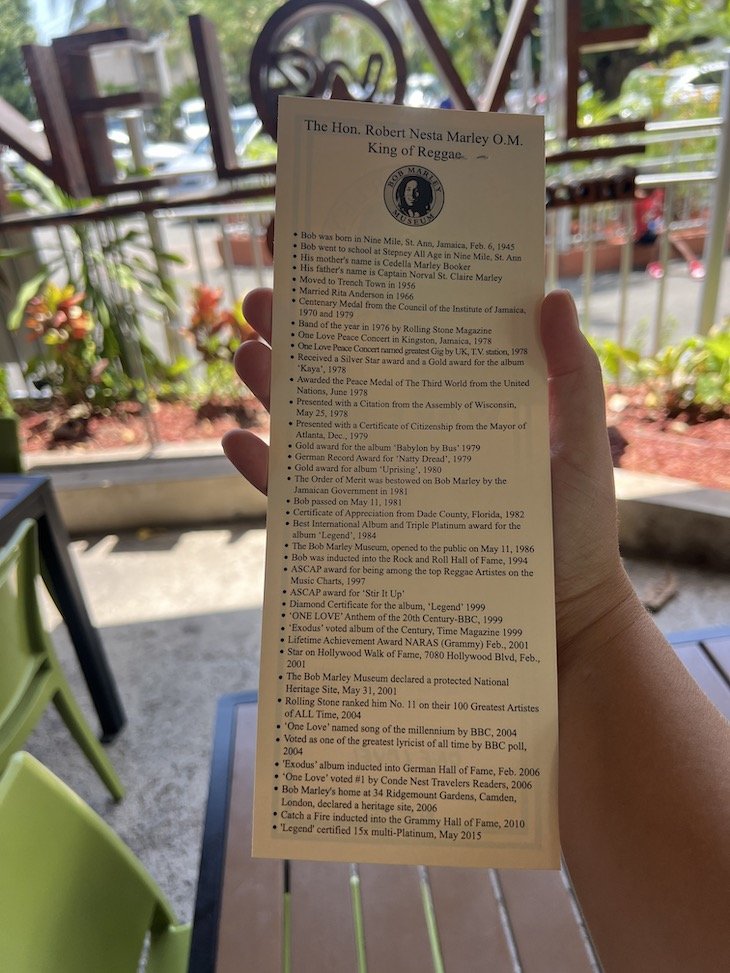 ONE LOVE
The Hon. Robert Nesta Marley O.M.
King of Reggae
BOB MARLEY
MUSEUM
• Bob was born in Nine Mile, St. Ann, Jamaica, Feb. 6, 1945
• Bob went to school at Stepney All Age in Nine Mile, St. Ann
• His mother's name is Cedella Marley Booker
• His father's name is Captain Norval St. Claire Marley
• Moved to Trench Town in 1956
• Married Rita Anderson in 1966
• Centenary Medal from the Council of the Institute of Jamaica,
1970 and 1979
• Band of the year in 1976 by Rolling Stone Magazine
• One Love Peace Concert in Kingston, Jamaica, 1978
• One Love Peace Concert named greatest Gig by UK, T.V. station, 1978
• Received a Silver Star award and a Gold award for the album
'Kaya', 1978
• Awarded the Peace Medal of The Third World from the United
Nations, June 1978
• Presented with a Citation from the Assembly of Wisconsin,
May 25, 1978
• Presented with a Certificate of Citizenship from the Mayor of
Atlanta, Dec., 1979
• Gold award for the album 'Babylon by Bus' 1979
• German Record Award for 'Natty Dread', 1979
• Gold award for album 'Uprising', 1980
• The Order of Merit was bestowed on Bob Marley by the
Jamaican Government in 1981
• Bob passed on May 11, 1981
• Certificate of Appreciation from Dade County, Florida, 1982
• Best International Album and Triple Platinum award for the
album 'Legend', 1984
• The Bob Marley Museum, opened to the public on May 11, 1986
• Bob was inducted into the Rock and Roll Hall of Fame, 1994
• ASCAP award for being among the top Reggae Artistes on the
Music Charts, 1997
• ASCAP award for 'Stir It Up'
• Diamond Certificate for the album, 'Legend' 1999
• 'ONE LOVE' Anthem of the 20th Century-BBC, 1999
• 'Exodus' voted album of the Century, Time Magazine 1999
• Lifetime Achievement Award NARAS (Grammy) Feb., 2001
• Star on Hollywood Walk of Fame, 7080 Hollywood Blvd, Feb.,
2001
• The Bob Marley Museum declared a protected National
Heritage Site, May 31, 2001
• Rolling Stone ranked him No. 11 on their 100 Greatest Artistes
of ALL Time, 2004
• 'One Love' named song of the millennium by BBC, 2004
• Voted as one of the greatest lyricist of all time by BBC poll,
2004
• 'Exodus' album inducted into German Hall of Fame, Feb. 2006
• 'One Love' voted #1 by Conde Nest Travelers Readers, 2006
• Bob Marley's home at 34 Ridgemount Gardens, Camden,
London, declared a heritage site, 2006
• Catch a Fire inducted into the Grammy Hall of Fame, 2010
• 'Legend' certified 15x multi-Platinum, May 2015